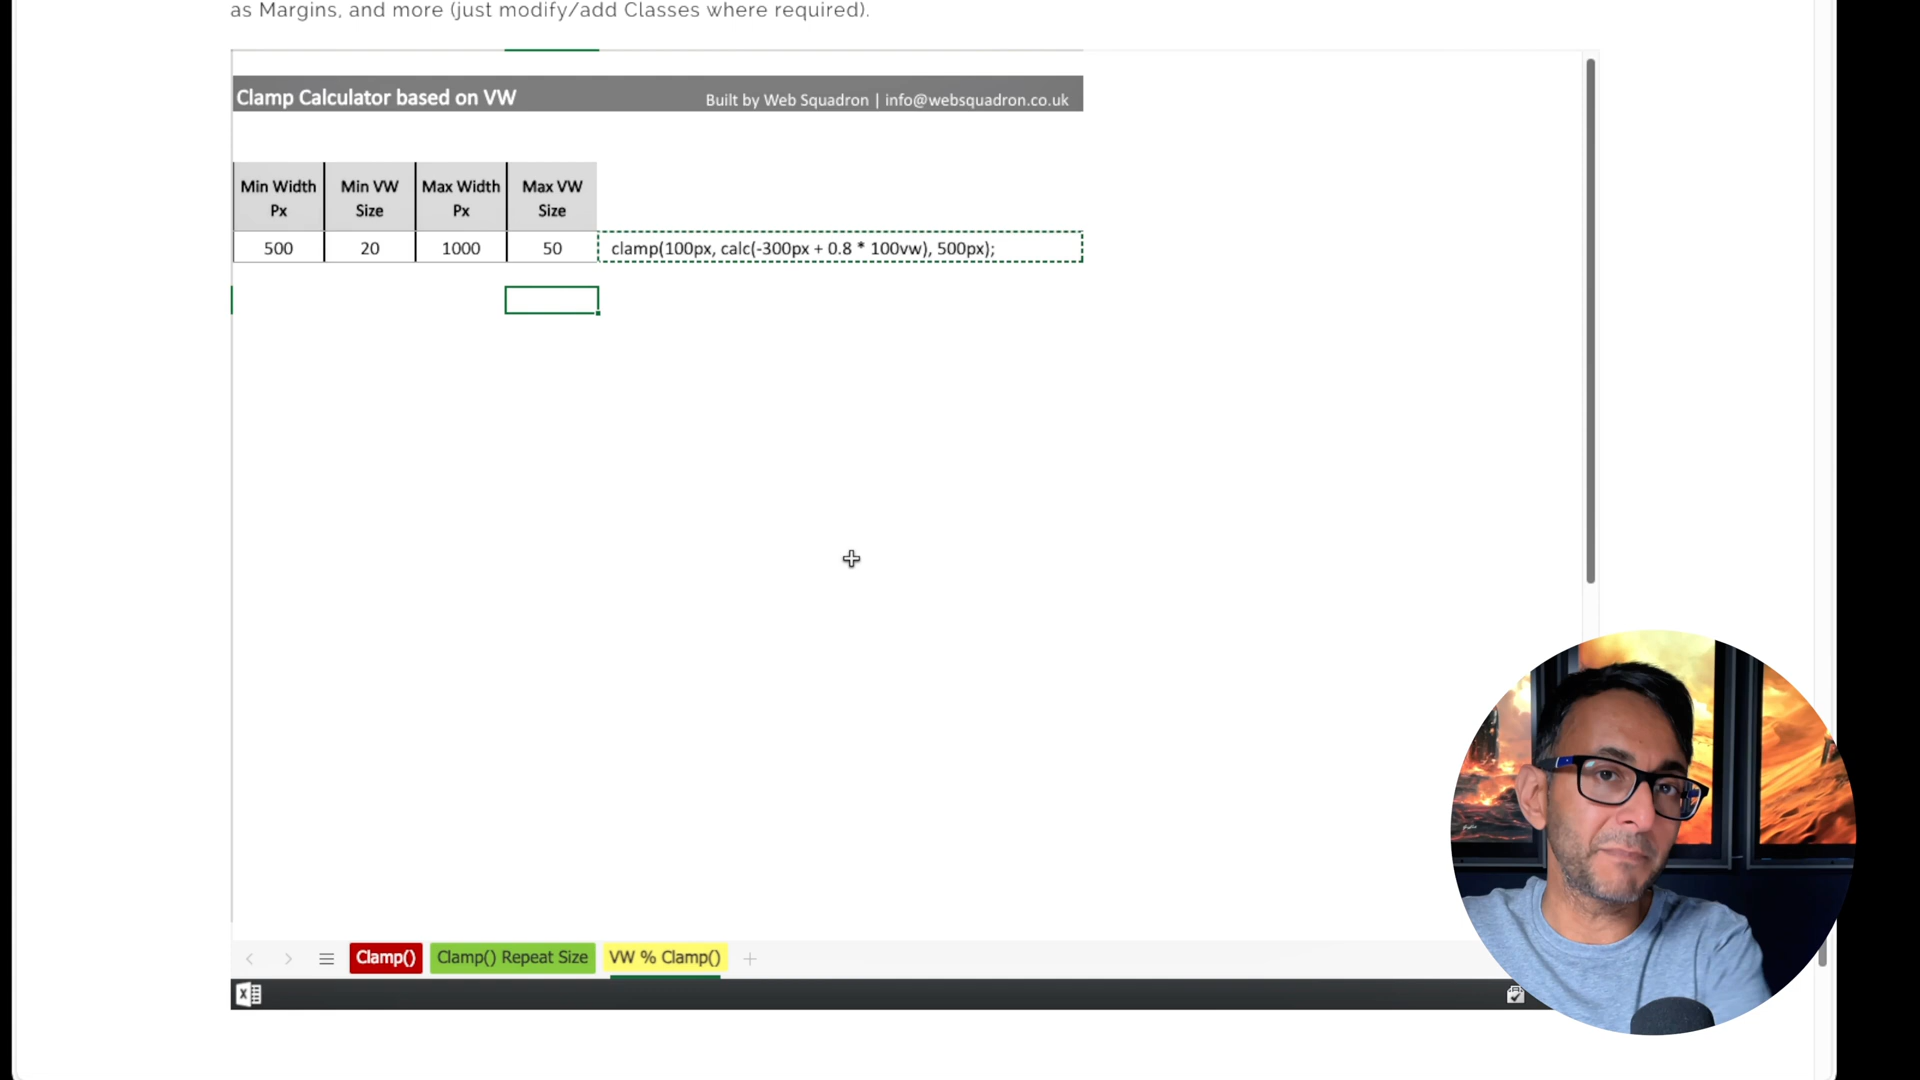 as Margins, and more (just modify/add Classes where required).
Clamp Calculator based on VW
Built by Web Squadron | info@websquadron.co.uk
Min Width Px
Min VW Size
Max Width Px
Max VW Size
500
20
1000
50
clamp(100px, calc(-300px + 0.8 * 100vw), 500px);
Clamp()
Clamp() Repeat Size
VW % Clamp()